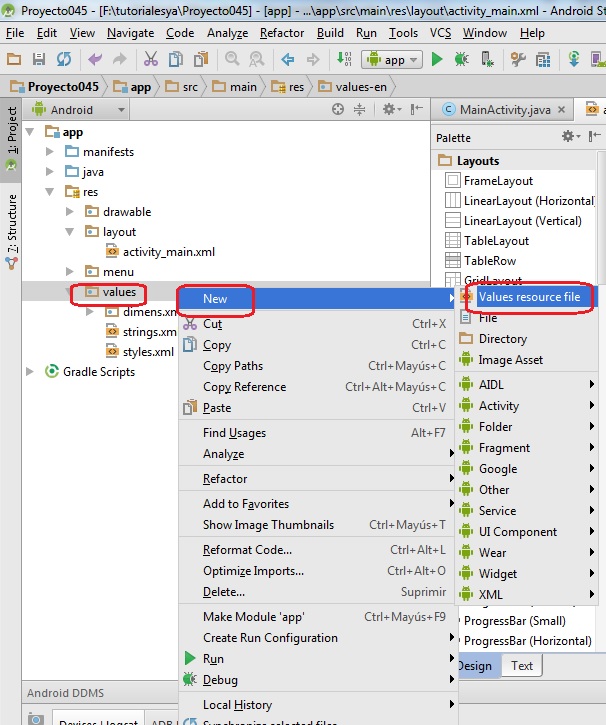 Proyecto045 - [F:\tutorialesya\Proyecto045] - [app] - ...\app\src\main\res\layout\activity_main.xml - Android St
File Edit View Navigate Code Analyze Refactor Build Run Tools VCS Window Help
app
Proyecto045 app src main res values-en
1: Project
7: Structure
Android
MainActivity.java
app
manifests
java
res
drawable
layout
activity_main.xml
menu
values
dimens.xm
strings.xm
styles.xml
Gradle Scripts
Palette
Layouts
FrameLayout
LinearLayout (Horizontal)
LinearLayout (Vertical)
TableLayout
TableRow
GridLayout
New
Cut Ctrl+X
Copy Ctrl+C
Copy Paths Ctrl+Mayús+C
Copy Reference Ctrl+Alt+Mayús+C
Paste Ctrl+V
Find Usages Alt+F7
Analyze
Refactor
Add to Favorites
Show Image Thumbnails Ctrl+Mayús+T
Reformat Code... Ctrl+Alt+L
Optimize Imports... Ctrl+Alt+O
Delete... Suprimir
Make Module 'app' Ctrl+Mayús+F9
Create Run Configuration
Run
Debug
Local History
Synchronize selected files
Values resource file
File
Directory
Image Asset
AIDL
Activity
Folder
Fragment
Google
Other
Service
UI Component
Wear
Widget
XML
ProgressBar (Small)
ProgressBar (Horizontal)
Design Text
Android DDMS
Devices | logcat ADB